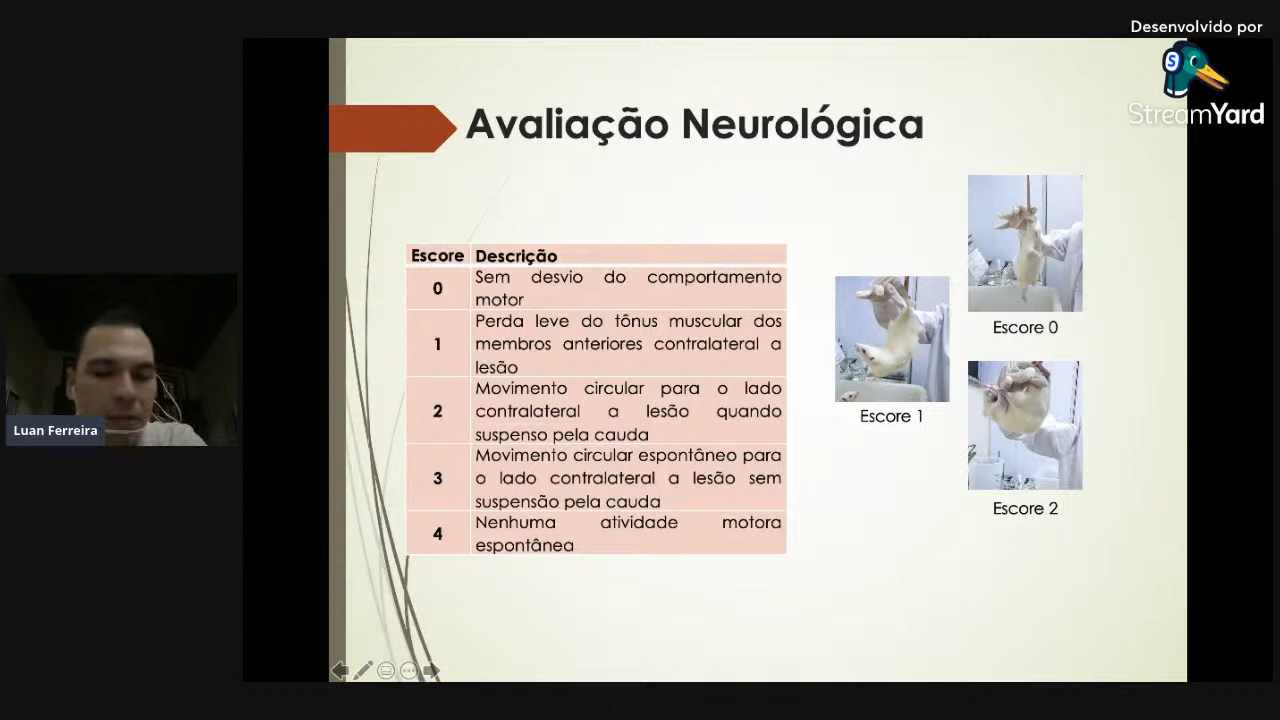 Desenvolvido por
StreamYard
Avaliação Neurológica
Escore Descrição
0 Sem desvio do comportamento
motor
1 Perda leve do tônus muscular dos
membros anteriores contralateral a
lesão
2 Movimento circular para o lado
contralateral a lesão quando
suspenso pela cauda
3 Movimento circular espontâneo para
o lado contralateral a lesão sem
suspensão pela cauda
4 Nenhuma atividade motora
espontânea
Escore 0
Escore 1
Escore 2
Luan Ferreira